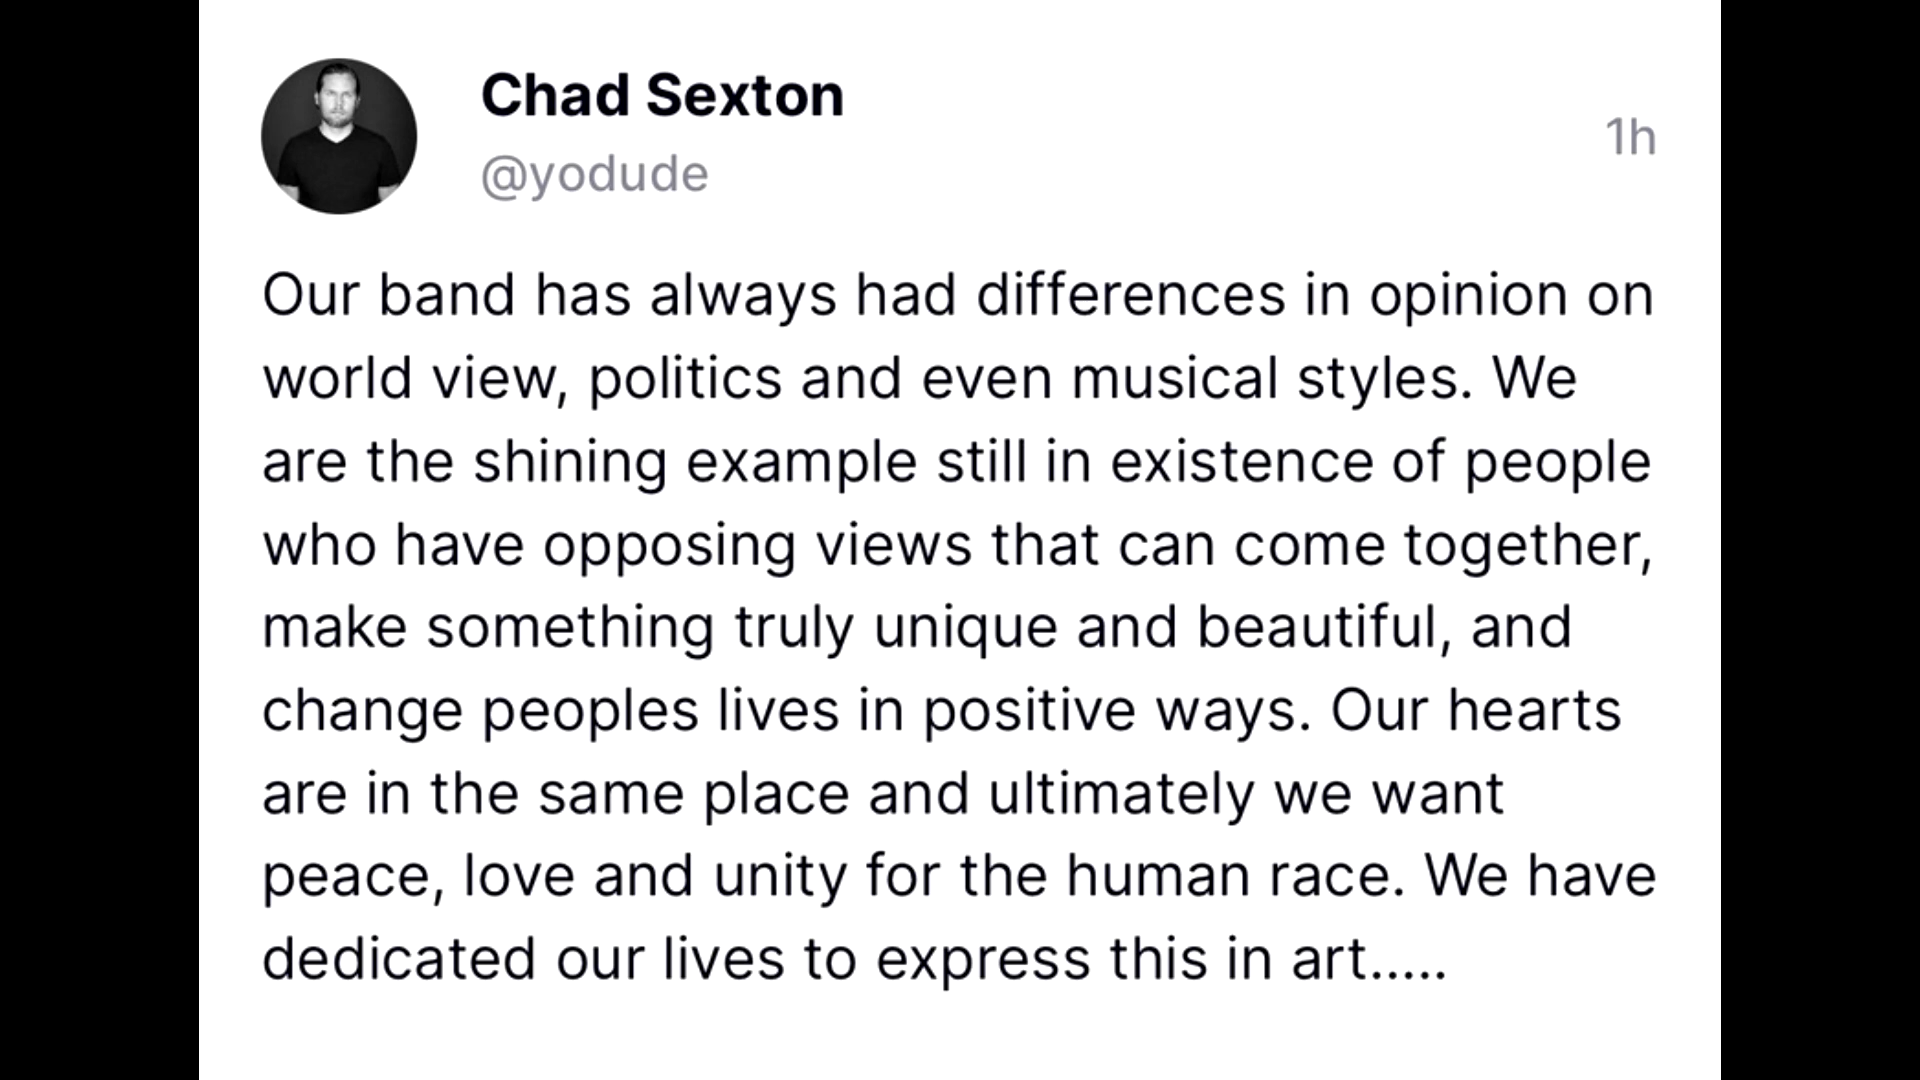 Chad Sexton
@yodude
1h
Our band has always had differences in opinion on
world view, politics and even musical styles. We
are the shining example still in existence of people
who have opposing views that can come together,
make something truly unique and beautiful, and
change peoples lives in positive ways. Our hearts
are in the same place and ultimately we want
peace, love and unity for the human race. We have
dedicated our lives to express this in art.....